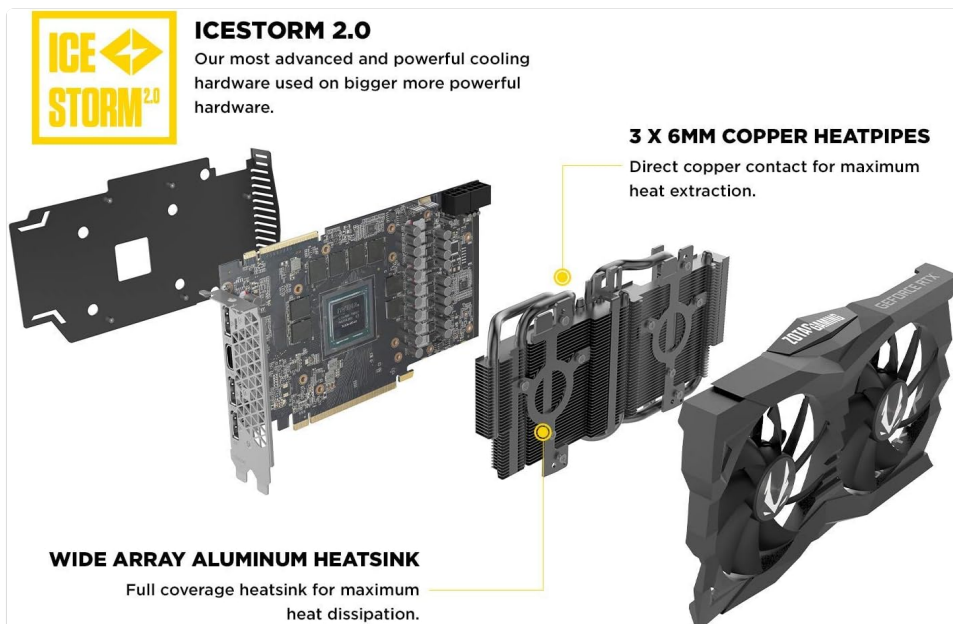 ICE
STORM 2.0
ICESTORM 2.0
Our most advanced and powerful cooling
hardware used on bigger more powerful
hardware.
3 X 6MM COPPER HEATPIPES
Direct copper contact for maximum
heat extraction.
ZOTAC GAMING
GEFORCE RTX
WIDE ARRAY ALUMINUM HEATSINK
Full coverage heatsink for maximum
heat dissipation.